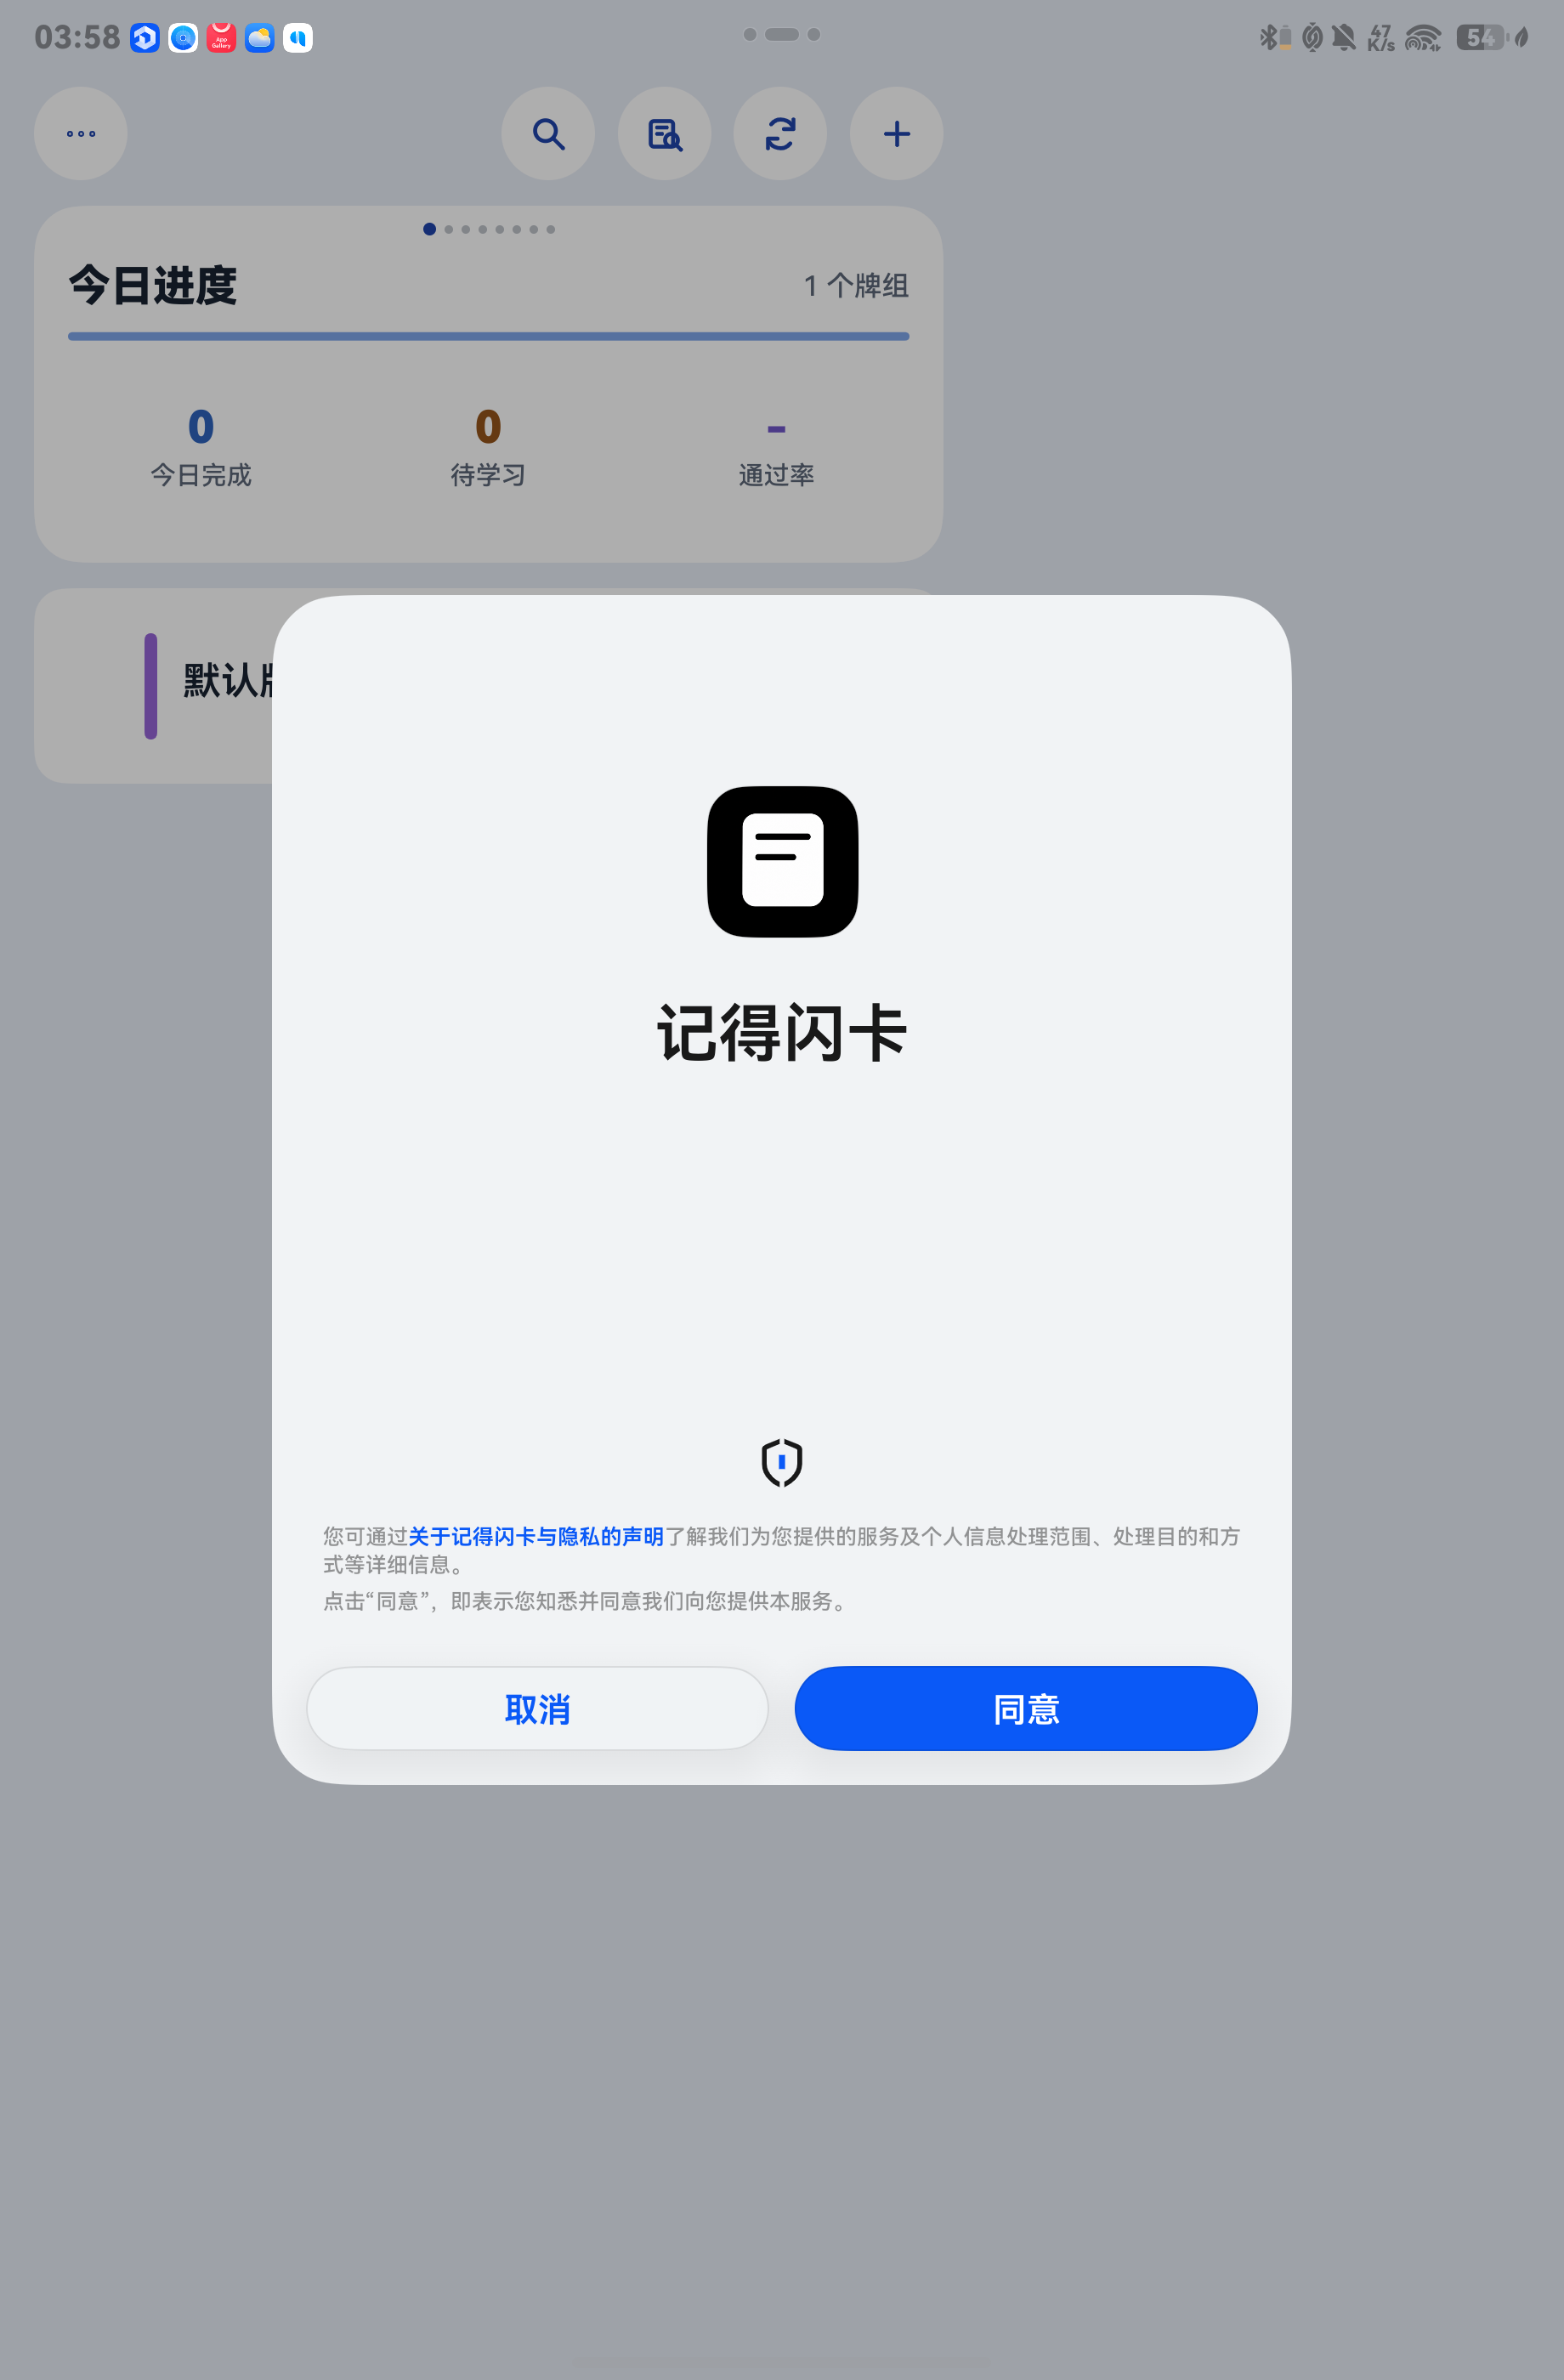 03:58
App
Gallery
47
K/s
54
今日进度
1 个牌组
0
0
-
今日完成
待学习
通过率
默认
记得闪卡
您可通过关于记得闪卡与隐私的声明了解我们为您提供的服务及个人信息处理范围、处理目的和方
式等详细信息。
点击“同意”，即表示您知悉并同意我们向您提供本服务。
取消
同意